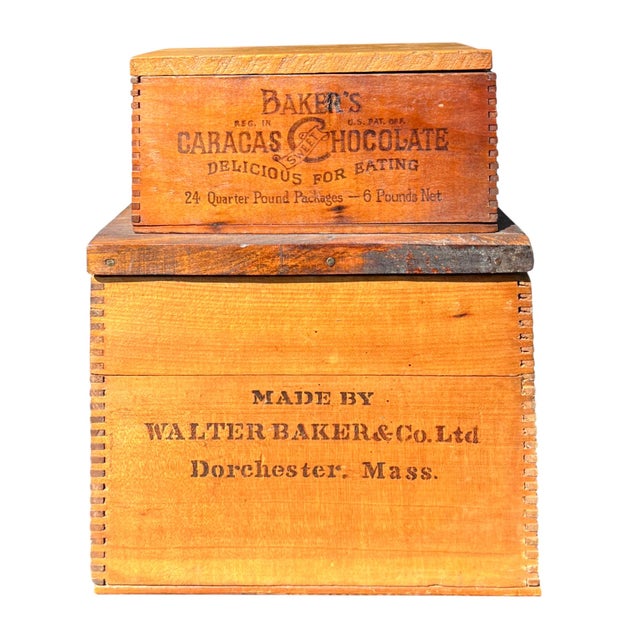 BAKER'S
REG. IN U.S. PAT. OFF.
CARACAS SWEET CHOCOLATE
DELICIOUS FOR EATING
24 Quarter Pound Packages – 6 Pounds Net
MADE BY
WALTER BAKER & Co. Ltd
Dorchester. Mass.